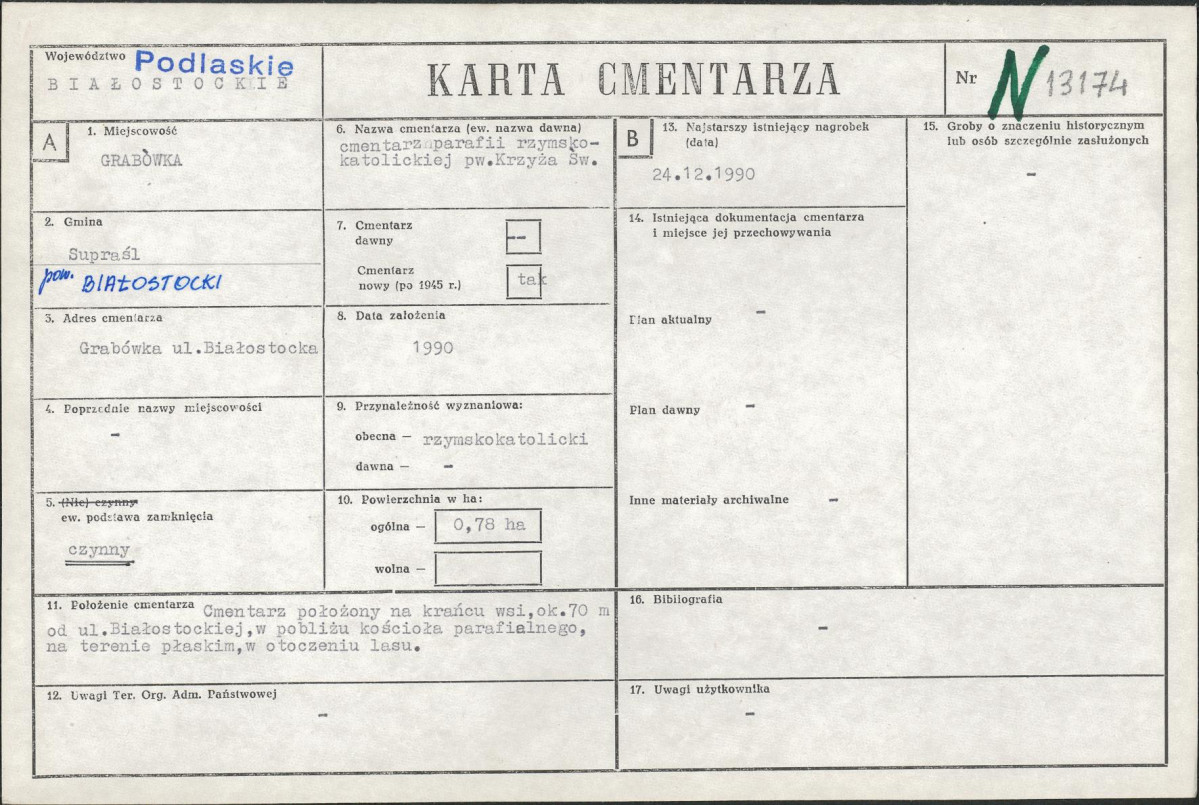 Województwo Podlaskie
BIAŁOSTOCKIE
KARTA CMENTARZA
Nr N 13174
A
1. Miejscowość
GRABÓWKA
2. Gmina
Supraśl
pow. BIAŁOSTOCKI
3. Adres cmentarza
Grabówka ul.Białostocka
4. Poprzednie nazwy miejscowości
-
5. (Nie) czynny
ew. podstawa zamknięcia
czynny
6. Nazwa cmentarza (ew. nazwa dawna)
cmentarz parafii rzymsko-
katolickiej pw.Krzyża Św.
7. Cmentarz
dawny --
Cmentarz
nowy (po 1945 r.) tak
8. Data założenia
1990
9. Przynależność wyznaniowa:
obecna — rzymskokatolicki
dawna — -
10. Powierzchnia w ha:
ogólna — 0,78 ha
wolna —
11. Położenie cmentarza Cmentarz położony na krańcu wsi,ok.70 m
od ul.Białostockiej,w pobliżu kościoła parafialnego,
na terenie płaskim,w otoczeniu lasu.
12. Uwagi Ter. Org. Adm. Państwowej
-
B
13. Najstarszy istniejący nagrobek
(data)
24.12.1990
14. Istniejąca dokumentacja cmentarza
i miejsce jej przechowywania
Plan aktualny -
Plan dawny -
Inne materiały archiwalne -
15. Groby o znaczeniu historycznym
lub osób szczególnie zasłużonych
-
16. Bibliografia
-
17. Uwagi użytkownika
-